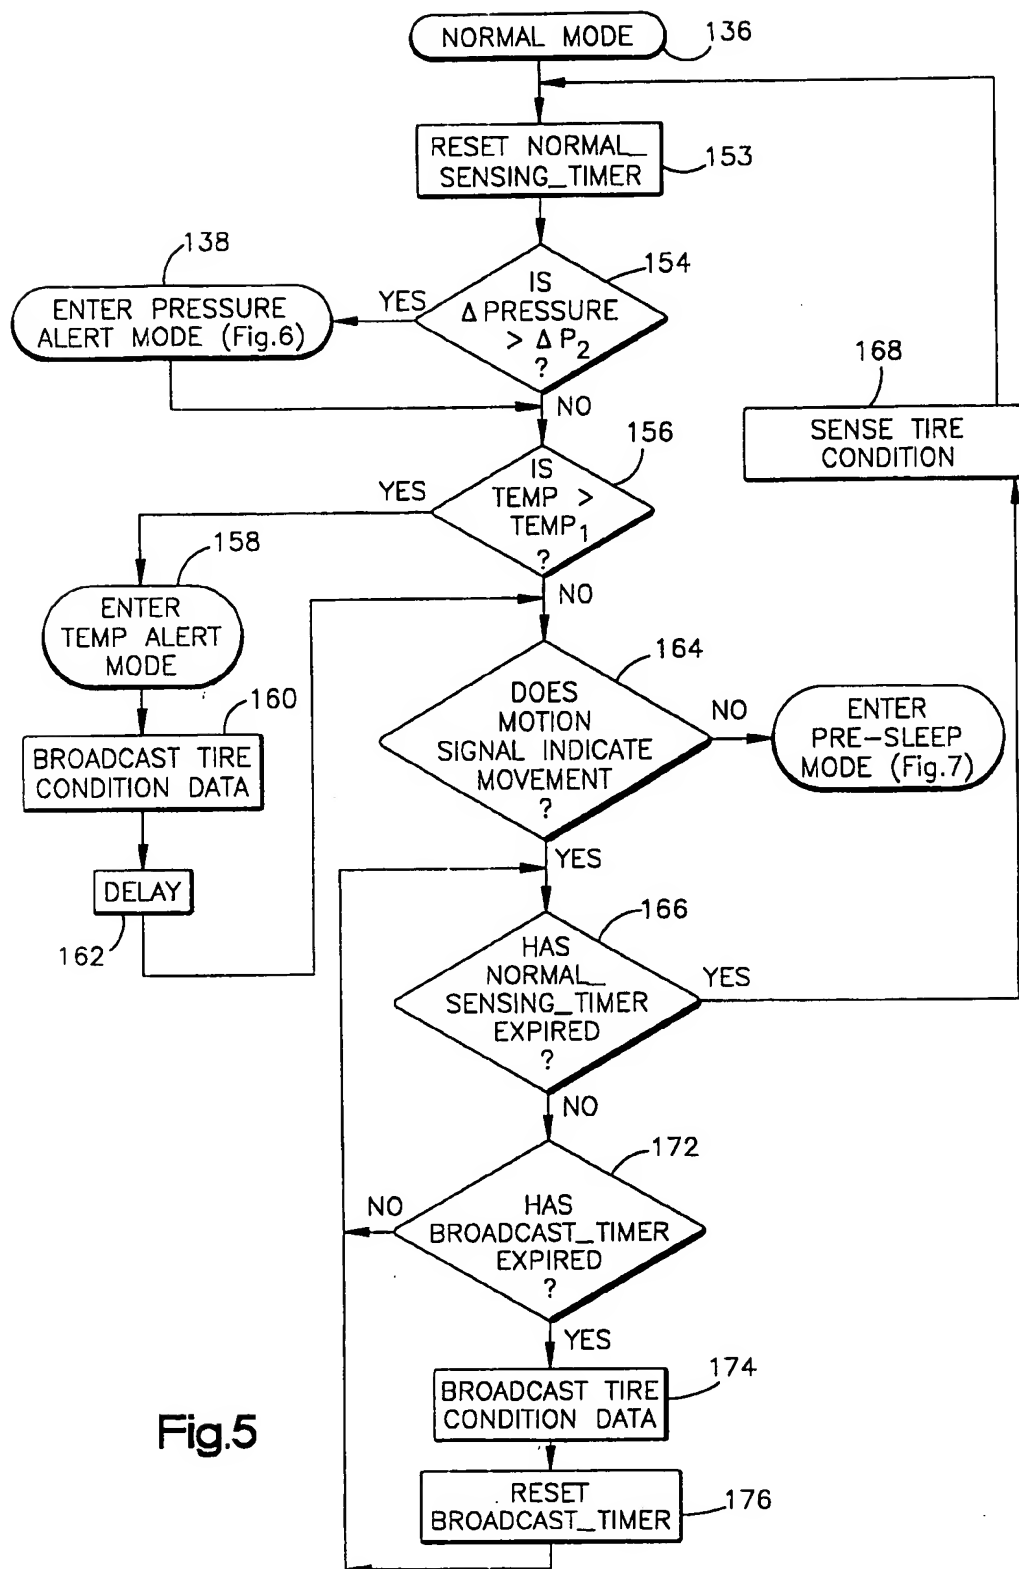 NORMAL MODE
136
RESET NORMAL_
SENSING_TIMER
153
138
ENTER PRESSURE
ALERT MODE (Fig.6)
YES
IS
Δ PRESSURE
> Δ P2
?
154
NO
168
SENSE TIRE
CONDITION
156
YES
IS
TEMP >
TEMP1
?
NO
158
ENTER
TEMP ALERT
MODE
160
BROADCAST TIRE
CONDITION DATA
DELAY
162
164
DOES
MOTION
SIGNAL INDICATE
MOVEMENT
?
NO
ENTER
PRE-SLEEP
MODE (Fig.7)
YES
166
HAS
NORMAL_
SENSING_TIMER
EXPIRED
?
YES
NO
172
NO
HAS
BROADCAST_TIMER
EXPIRED
?
YES
174
BROADCAST TIRE
CONDITION DATA
RESET
BROADCAST_TIMER
176
Fig.5